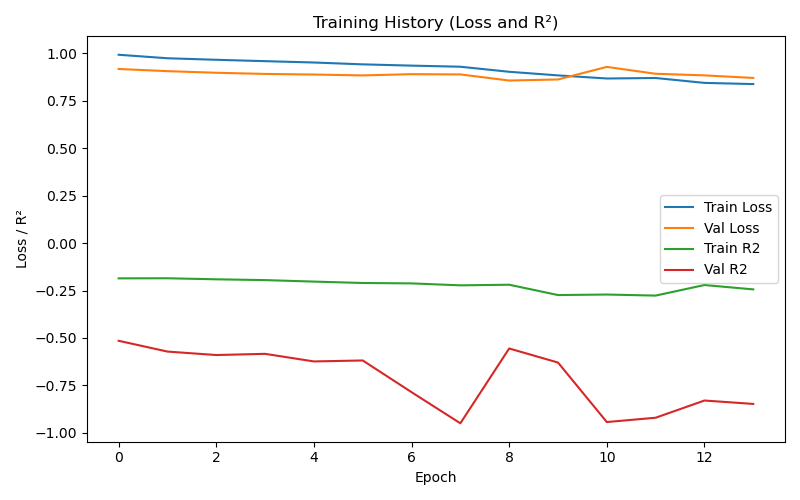 Training History (Loss and R²)
Loss / R²
1.00
0.75
0.50
0.25
0.00
−0.25
−0.50
−0.75
−1.00
Train Loss
Val Loss
Train R2
Val R2
0 2 4 6 8 10 12
Epoch